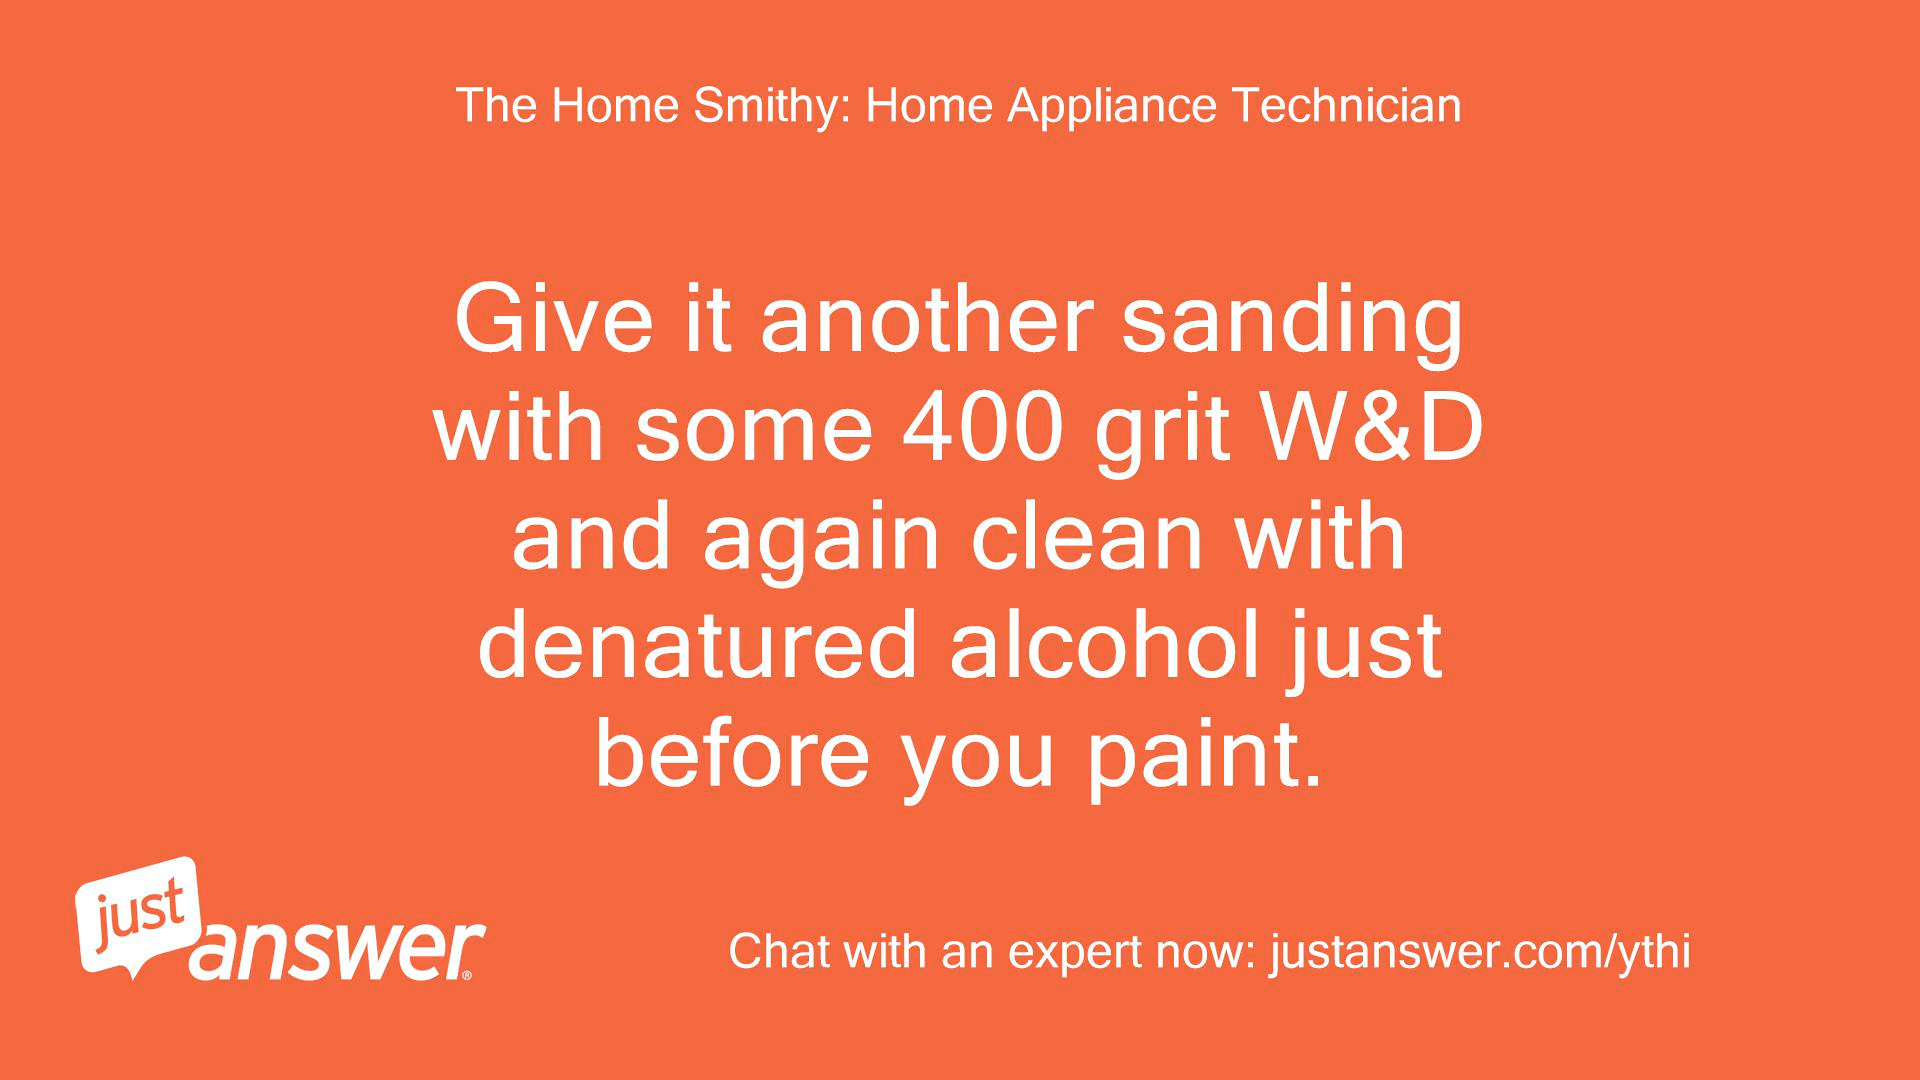 The Home Smithy: Home Appliance Technician
Give it another sanding
with some 400 grit W&D
and again clean with
denatured alcohol just
before you paint.
just
answer®
Chat with an expert now: justanswer.com/ythi